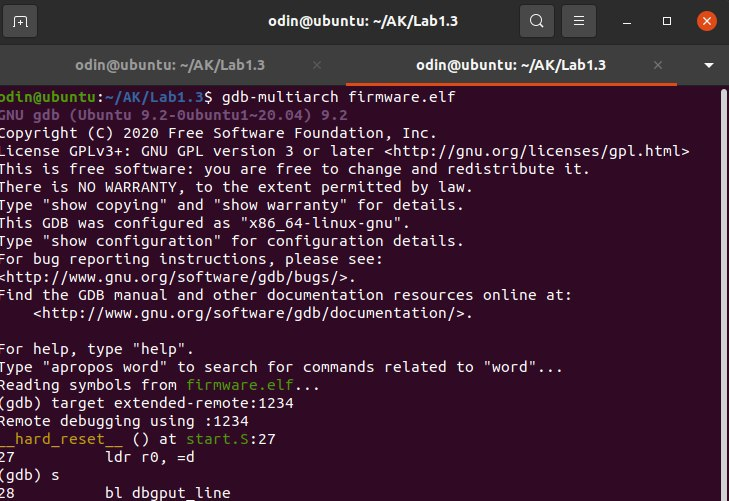 odin@ubuntu: ~/AK/Lab1.3
odin@ubuntu: ~/AK/Lab1.3
odin@ubuntu: ~/AK/Lab1.3
odin@ubuntu:~/AK/Lab1.3$ gdb-multiarch firmware.elf
GNU gdb (Ubuntu 9.2-0ubuntu1~20.04) 9.2
Copyright (C) 2020 Free Software Foundation, Inc.
License GPLv3+: GNU GPL version 3 or later <http://gnu.org/licenses/gpl.html>
This is free software: you are free to change and redistribute it.
There is NO WARRANTY, to the extent permitted by law.
Type "show copying" and "show warranty" for details.
This GDB was configured as "x86_64-linux-gnu".
Type "show configuration" for configuration details.
For bug reporting instructions, please see:
<http://www.gnu.org/software/gdb/bugs/>.
Find the GDB manual and other documentation resources online at:
    <http://www.gnu.org/software/gdb/documentation/>.

For help, type "help".
Type "apropos word" to search for commands related to "word"...
Reading symbols from firmware.elf...
(gdb) target extended-remote:1234
Remote debugging using :1234
__hard_reset__ () at start.S:27
27          ldr r0, =d
(gdb) s
28          bl dbgput_line